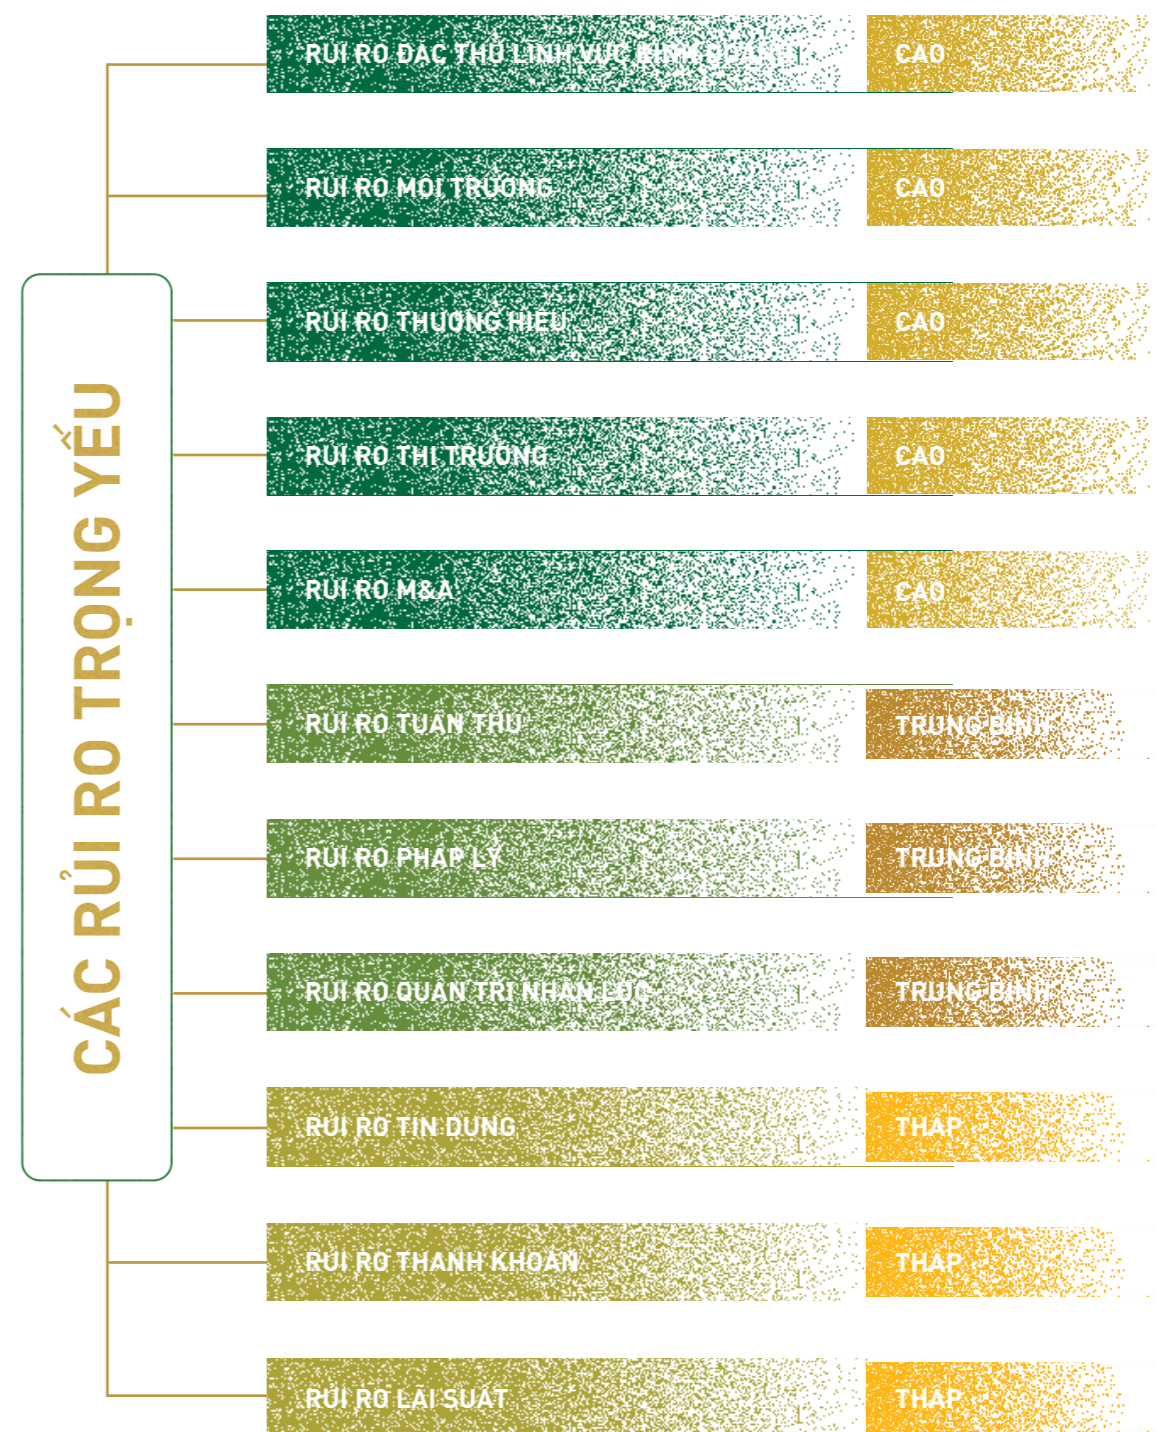 CÁC RỦI RO TRỌNG YẾU
RỦI RO ĐẶC THÙ LĨNH VỰC KINH DOANH
CAO
RỦI RO MÔI TRƯỜNG
CAO
RỦI RO THƯƠNG HIỆU
CAO
RỦI RO THỊ TRƯỜNG
CAO
RỦI RO M&A
CAO
RỦI RO TUÂN THỦ
TRUNG BÌNH
RỦI RO PHÁP LÝ
TRUNG BÌNH
RỦI RO QUẢN TRỊ NHÂN LỰC
TRUNG BÌNH
RỦI RO TÍN DỤNG
THẤP
RỦI RO THANH KHOẢN
THẤP
RỦI RO LÃI SUẤT
THẤP